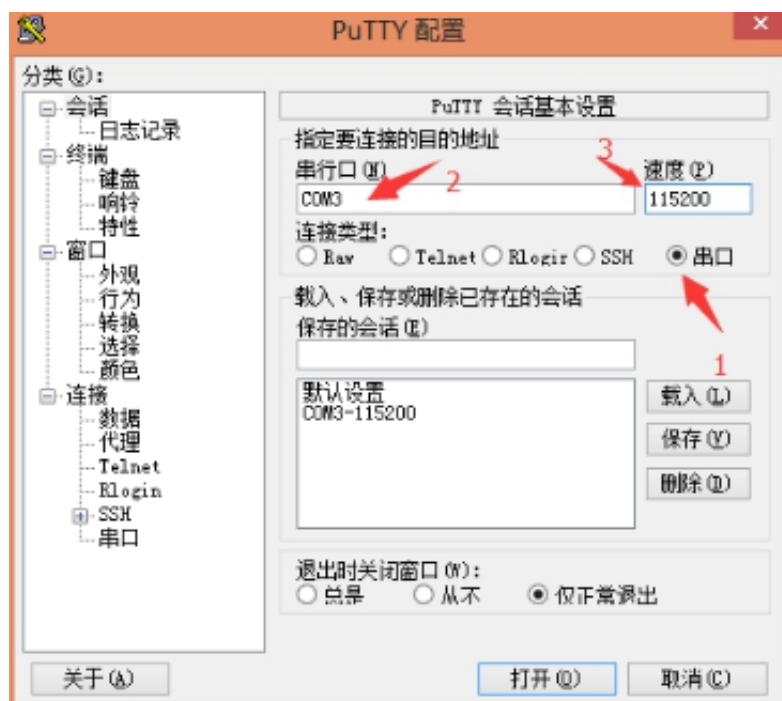 PuTTY 配置
分类(G):
会话
日志记录
终端
键盘
响铃
特性
窗口
外观
行为
转换
选择
颜色
连接
数据
代理
Telnet
Rlogin
SSH
串口
PuTTY 会话基本设置
指定要连接的目的地址
串行口(N) 速度(P)
2 3
COM3 115200
连接类型:
Raw Telnet Rlogir SSH 串口
1
载入、保存或删除已存在的会话
保存的会话(E)
默认设置
COM3-115200
载入(L)
保存(V)
删除(D)
退出时关闭窗口(W):
总是 从不 仅正常退出
关于(A) 打开(O) 取消(C)